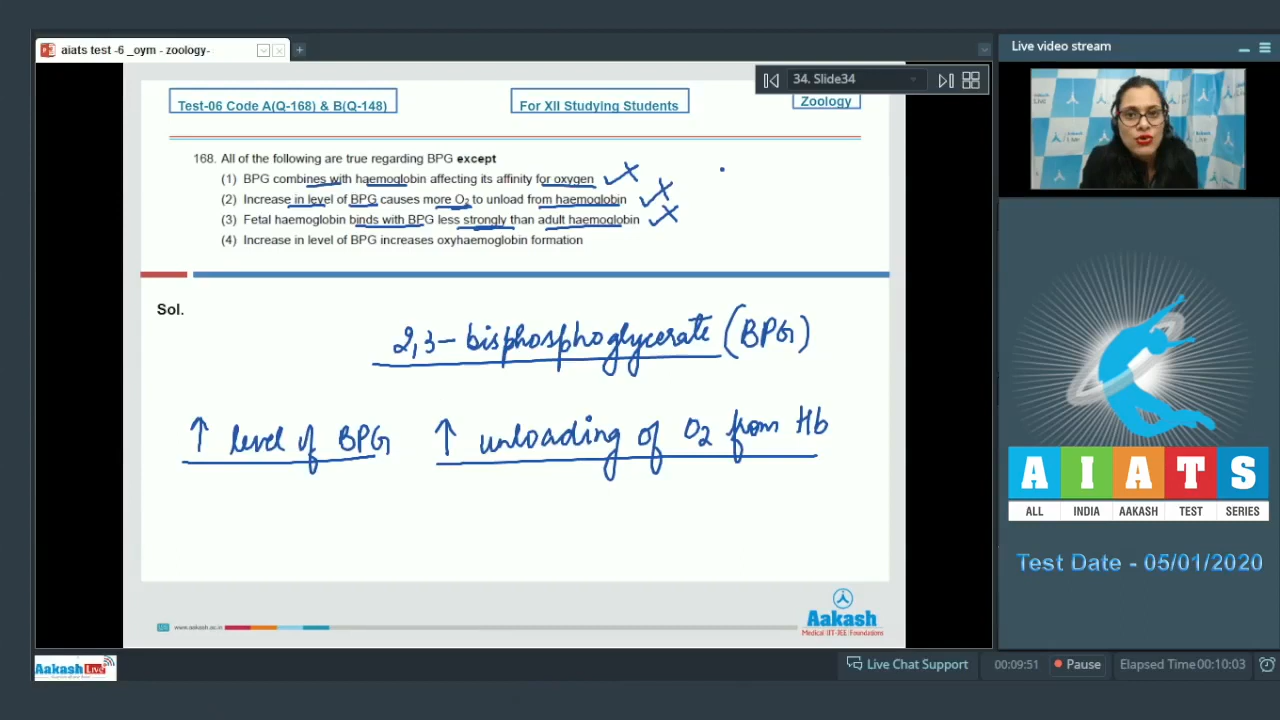 aiats test -6 _oym - zoology-
Live video stream
34. Slide34
Test-06 Code A(Q-168) & B(Q-148)
For XII Studying Students
Zoology
168. All of the following are true regarding BPG except
(1) BPG combines with haemoglobin affecting its affinity for oxygen
(2) Increase in level of BPG causes more O2 to unload from haemoglobin
(3) Fetal haemoglobin binds with BPG less strongly than adult haemoglobin
(4) Increase in level of BPG increases oxyhaemoglobin formation
Sol.
2,3- bisphosphoglycerate (BPG)
↑ level of BPG ↑ unloading of O2 from Hb
A I A T S
ALL INDIA AAKASH TEST SERIES
Test Date - 05/01/2020
www.aakash.ac.in
Aakash
Medical|IIT-JEE|Foundations
Aakash Live
Live Chat Support
00:09:51
Pause
Elapsed Time 00:10:03